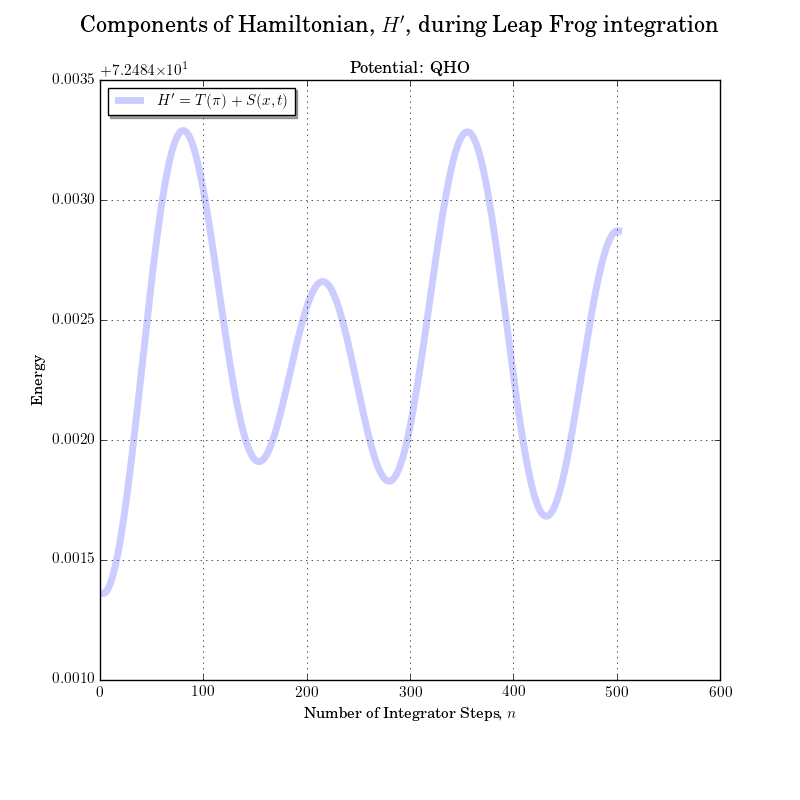 Components of Hamiltonian, H′, during Leap Frog integration
Potential: QHO
+7.2484×10¹
H′ = T(π) + S(x, t)
0.0035
0.0030
0.0025
0.0020
0.0015
0.0010
Energy
0 100 200 300 400 500 600
Number of Integrator Steps, n